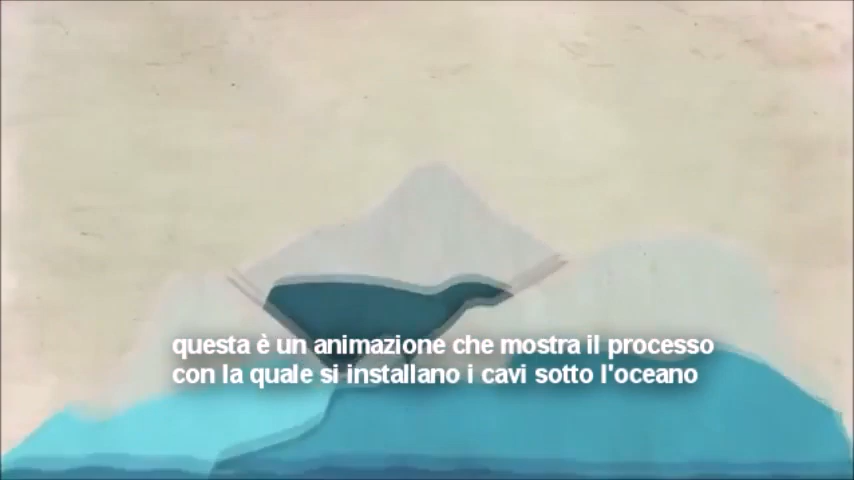 questa è un animazione che mostra il processo
con la quale si installano i cavi sotto l'oceano